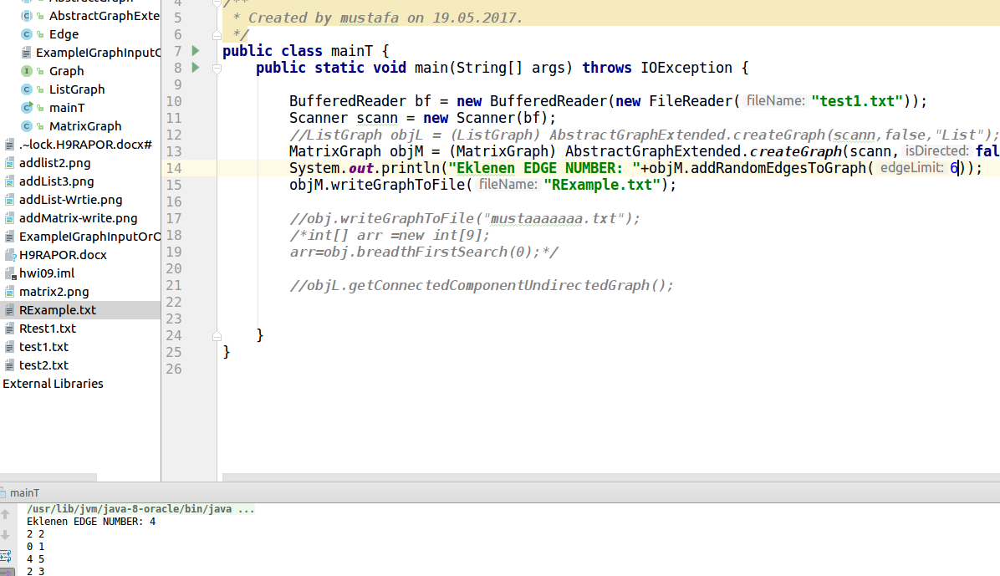 AbstractGraph
AbstractGraphExte
Edge
ExampleIGraphInputC
Graph
ListGraph
mainT
MatrixGraph
.~lock.H9RAPOR.docx#
addlist2.png
addList3.png
addList-Wrtie.png
addMatrix-write.png
ExampleIGraphInputOrO
H9RAPOR.docx
hwi09.iml
matrix2.png
RExample.txt
Rtest1.txt
test1.txt
test2.txt
External Libraries
4 /**
5 * Created by mustafa on 19.05.2017.
6 */
7 public class mainT {
8 public static void main(String[] args) throws IOException {
9
10 BufferedReader bf = new BufferedReader(new FileReader( fileName: "test1.txt"));
11 Scanner scann = new Scanner(bf);
12 //ListGraph objL = (ListGraph) AbstractGraphExtended.createGraph(scann,false,"List");
13 MatrixGraph objM = (MatrixGraph) AbstractGraphExtended.createGraph(scann, isDirected: fal
14 System.out.println("Eklenen EDGE NUMBER: "+objM.addRandomEdgesToGraph( edgeLimit: 6));
15 objM.writeGraphToFile( fileName: "RExample.txt");
16
17 //obj.writeGraphToFile("mustaaaaaaa.txt");
18 /*int[] arr =new int[9];
19 arr=obj.breadthFirstSearch(0);*/
20
21 //objL.getConnectedComponentUndirectedGraph();
22
23
24 }
25 }
26
mainT
/usr/lib/jvm/java-8-oracle/bin/java ...
Eklenen EDGE NUMBER: 4
2 2
0 1
4 5
2 3